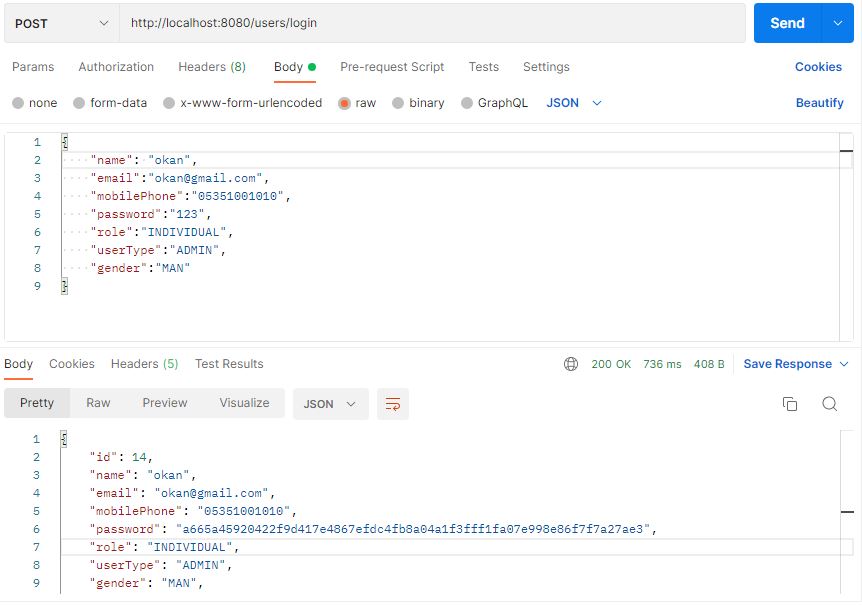 POST http://localhost:8080/users/login Send
Params Authorization Headers (8) Body Pre-request Script Tests Settings Cookies
none form-data x-www-form-urlencoded raw binary GraphQL JSON Beautify
1 {
2 "name": "okan",
3 "email":"okan@gmail.com",
4 "mobilePhone":"05351001010",
5 "password":"123",
6 "role":"INDIVIDUAL",
7 "userType":"ADMIN",
8 "gender":"MAN"
9 }
Body Cookies Headers (5) Test Results 200 OK 736 ms 408 B Save Response
Pretty Raw Preview Visualize JSON
1 {
2 "id": 14,
3 "name": "okan",
4 "email": "okan@gmail.com",
5 "mobilePhone": "05351001010",
6 "password": "a665a45920422f9d417e4867efdc4fb8a04a1f3fff1fa07e998e86f7f7a27ae3",
7 "role": "INDIVIDUAL",
8 "userType": "ADMIN",
9 "gender": "MAN",